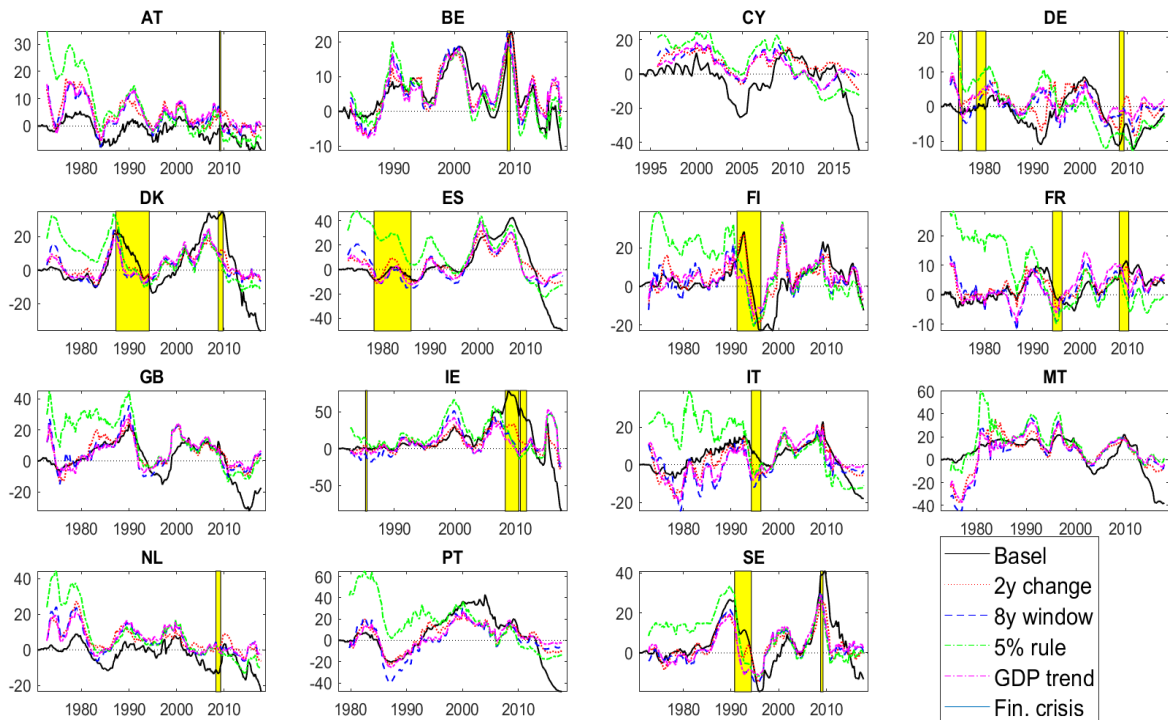 AT
BE
CY
DE
30
20
10
0
1980 1990 2000 2010
20
10
0
-10
1990 2000 2010
20
0
-20
-40
1995 2000 2005 2010 2015
20
10
0
-10
1980 1990 2000 2010
DK
ES
FI
FR
20
0
-20
1980 1990 2000 2010
40
20
0
-20
-40
1980 1990 2000 2010
20
0
-20
1980 1990 2000 2010
20
10
0
-10
1980 1990 2000 2010
GB
IE
IT
MT
40
20
0
-20
1980 1990 2000 2010
50
0
-50
1990 2000 2010
20
0
-20
1980 1990 2000 2010
60
40
20
0
-20
-40
1980 1990 2000 2010
NL
PT
SE
40
20
0
-20
1980 1990 2000 2010
60
40
20
0
-20
-40
1980 1990 2000 2010
40
20
0
1980 1990 2000 2010
Basel
2y change
8y window
5% rule
GDP trend
Fin. crisis